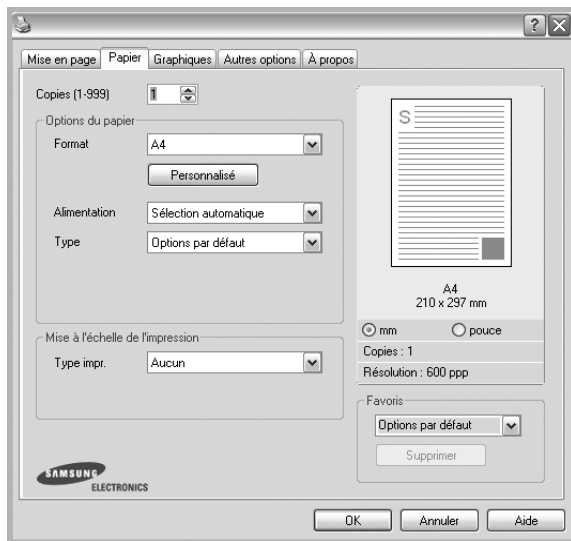 Mise en page Papier Graphiques Autres options À propos
Copies (1-999) 1
Options du papier
Format A4
Personnalisé
Alimentation Sélection automatique
Type Options par défaut
Mise à l'échelle de l'impression
Type impr. Aucun
SAMSUNG
ELECTRONICS
S
A4
210 x 297 mm
mm pouce
Copies : 1
Résolution : 600 ppp
Favoris
Options par défaut
Supprimer
OK Annuler Aide